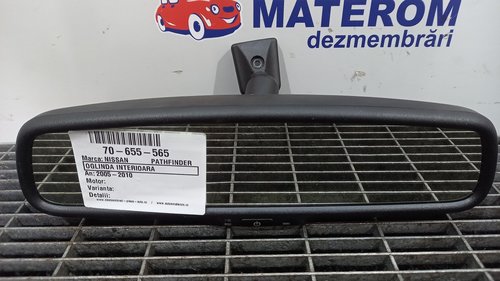 MATEROM
dezmembrări
70-655-565
Marca: NISSAN PATHFINDER
OGLINDA INTERIOARA
An: 2005-2010
Motor:
Varianta:
Detalii: